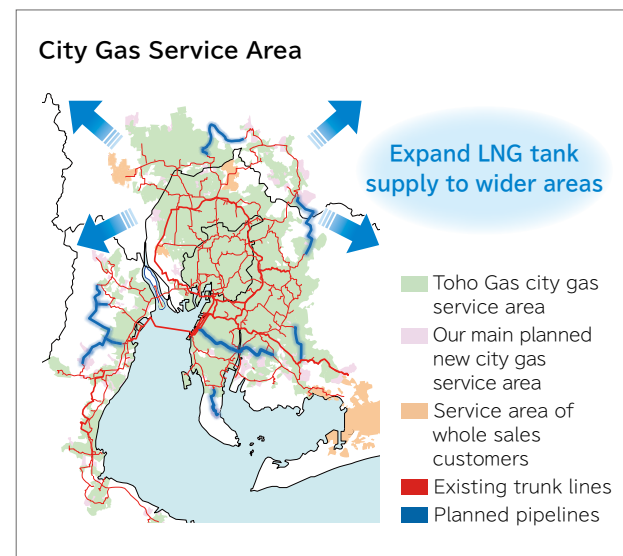 City Gas Service Area
Expand LNG tank
supply to wider areas
Toho Gas city gas
service area
Our main planned
new city gas
service area
Service area of
whole sales
customers
Existing trunk lines
Planned pipelines